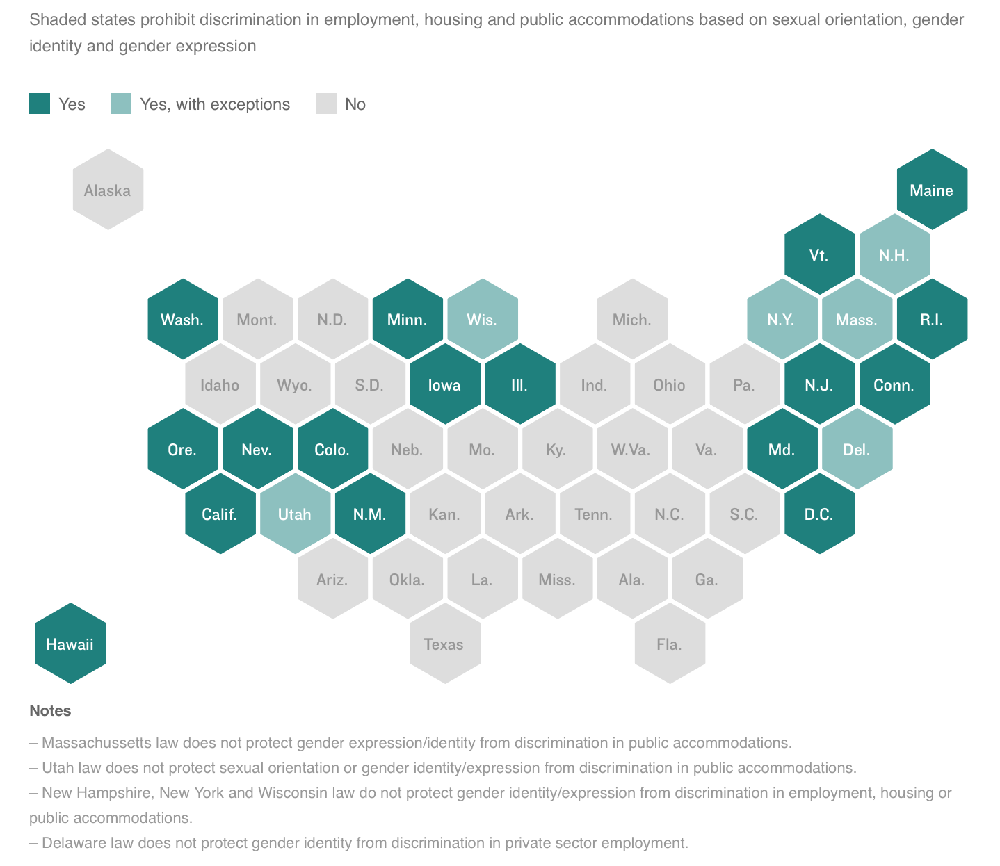 Shaded states prohibit discrimination in employment, housing and public accommodations based on sexual orientation, gender
identity and gender expression
Yes
Yes, with exceptions
No
Alaska
Maine
Vt.
N.H.
Wash.
Mont.
N.D.
Minn.
Wis.
Mich.
N.Y.
Mass.
R.I.
Idaho
Wyo.
S.D.
Iowa
Ill.
Ind.
Ohio
Pa.
N.J.
Conn.
Ore.
Nev.
Colo.
Neb.
Mo.
Ky.
W.Va.
Va.
Md.
Del.
Calif.
Utah
N.M.
Kan.
Ark.
Tenn.
N.C.
S.C.
D.C.
Ariz.
Okla.
La.
Miss.
Ala.
Ga.
Hawaii
Texas
Fla.
Notes
– Massachussetts law does not protect gender expression/identity from discrimination in public accommodations.
– Utah law does not protect sexual orientation or gender identity/expression from discrimination in public accommodations.
– New Hampshire, New York and Wisconsin law do not protect gender identity/expression from discrimination in employment, housing or
public accommodations.
– Delaware law does not protect gender identity from discrimination in private sector employment.